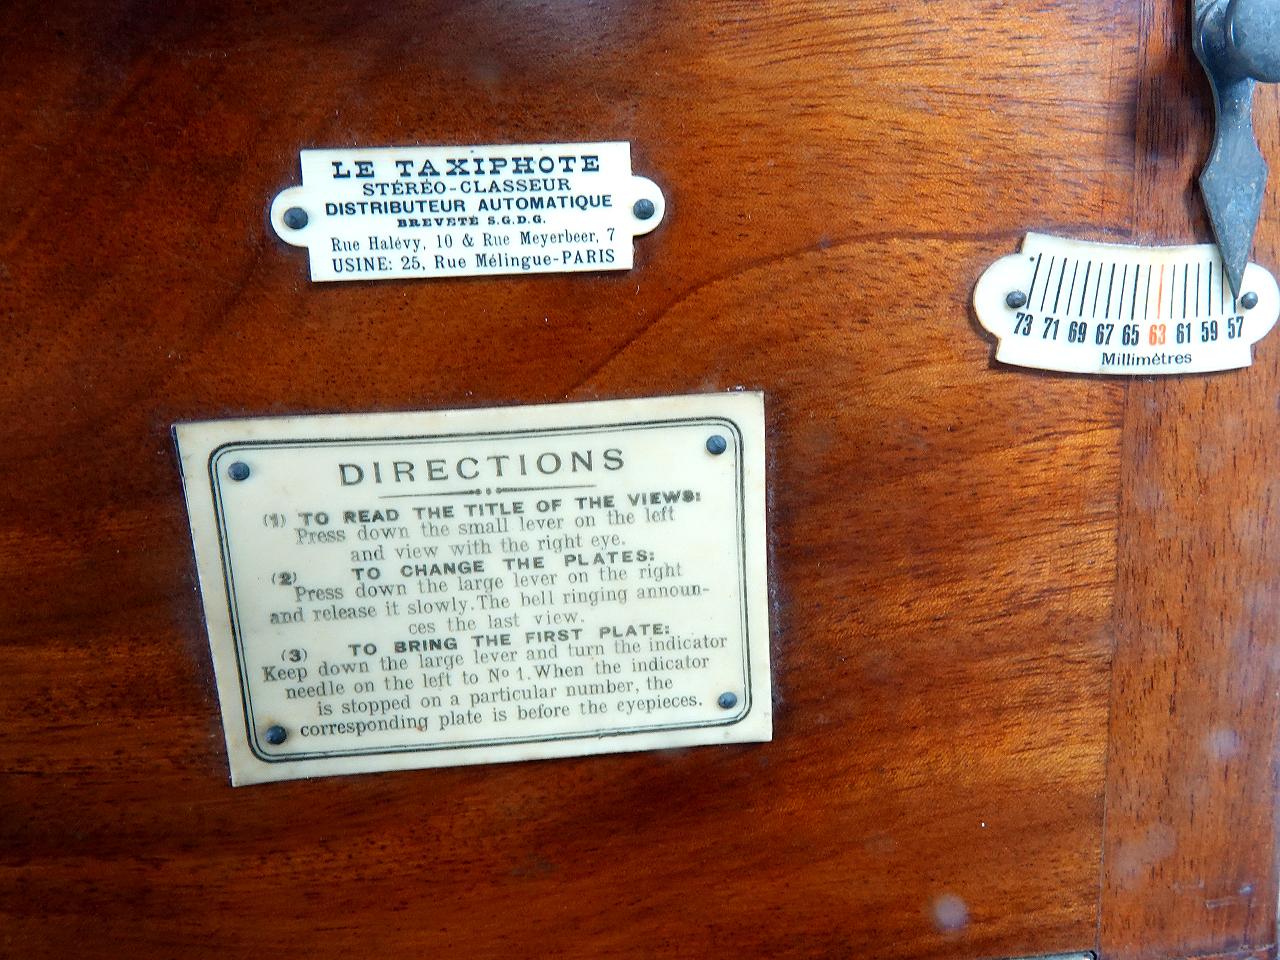 LE TAXIPHOTE
STÉRÉO-CLASSEUR
DISTRIBUTEUR AUTOMATIQUE
BREVETÉ S.G.D.G.
Rue Halévy, 10 & Rue Meyerbeer, 7
USINE: 25, Rue Mélingue-PARIS
73 71 69 67 65 63 61 59 57
Millimètres
DIRECTIONS
(1) TO READ THE TITLE OF THE VIEWS:
Press down the small lever on the left
and view with the right eye.
(2) TO CHANGE THE PLATES:
Press down the large lever on the right
and release it slowly. The bell ringing announ-
ces the last view.
(3) TO BRING THE FIRST PLATE:
Keep down the large lever and turn the indicator
needle on the left to No 1. When the indicator
is stopped on a particular number, the
corresponding plate is before the eyepieces.